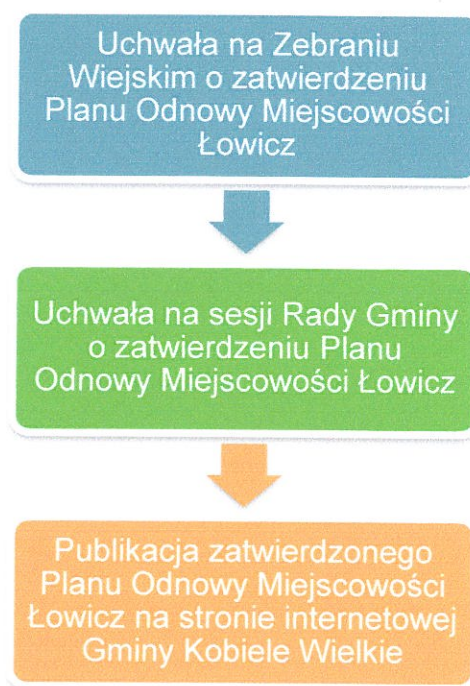 Uchwała na Zebraniu
Wiejskim o zatwierdzeniu
Planu Odnowy Miejscowości
Łowicz
Uchwała na sesji Rady Gminy
o zatwierdzeniu Planu
Odnowy Miejscowości Łowicz
Publikacja zatwierdzonego
Planu Odnowy Miejscowości
Łowicz na stronie internetowej
Gminy Kobiele Wielkie